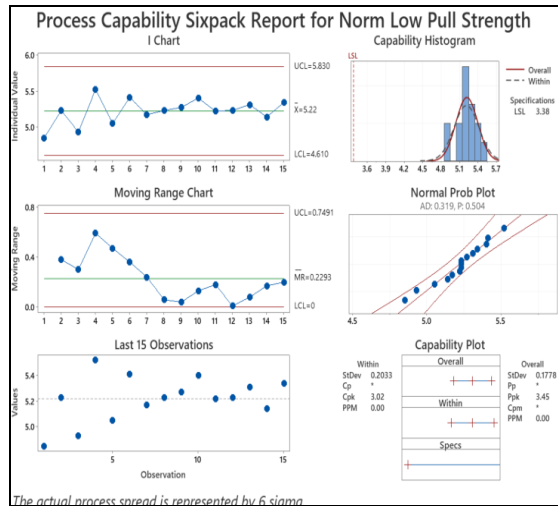 Process Capability Sixpack Report for Norm Low Pull Strength
I Chart
Individual Value
6.0
5.5
5.0
UCL=5.830
X=5.22
LCL=4.610
1 2 3 4 5 6 7 8 9 10 11 12 13 14 15
Moving Range Chart
Moving Range
0.8
0.4
0.0
UCL=0.7491
MR=0.2293
LCL=0
1 2 3 4 5 6 7 8 9 10 11 12 13 14 15
Last 15 Observations
Values
5.4
5.2
5.0
5 10 15
Observation
Capability Histogram
LSL
Overall
Within
Specifications
LSL 3.38
3.6 3.9 4.2 4.5 4.8 5.1 5.4 5.7
Normal Prob Plot
AD: 0.319, P: 0.504
4.5 5.0 5.5
Capability Plot
Within
StDev 0.2033
Cp *
Cpk 3.02
PPM 0.00
Overall
Within
Specs
Overall
StDev 0.1778
Pp *
Ppk 3.45
Cpm *
PPM 0.00
The actual process spread is represented by 6 sigma